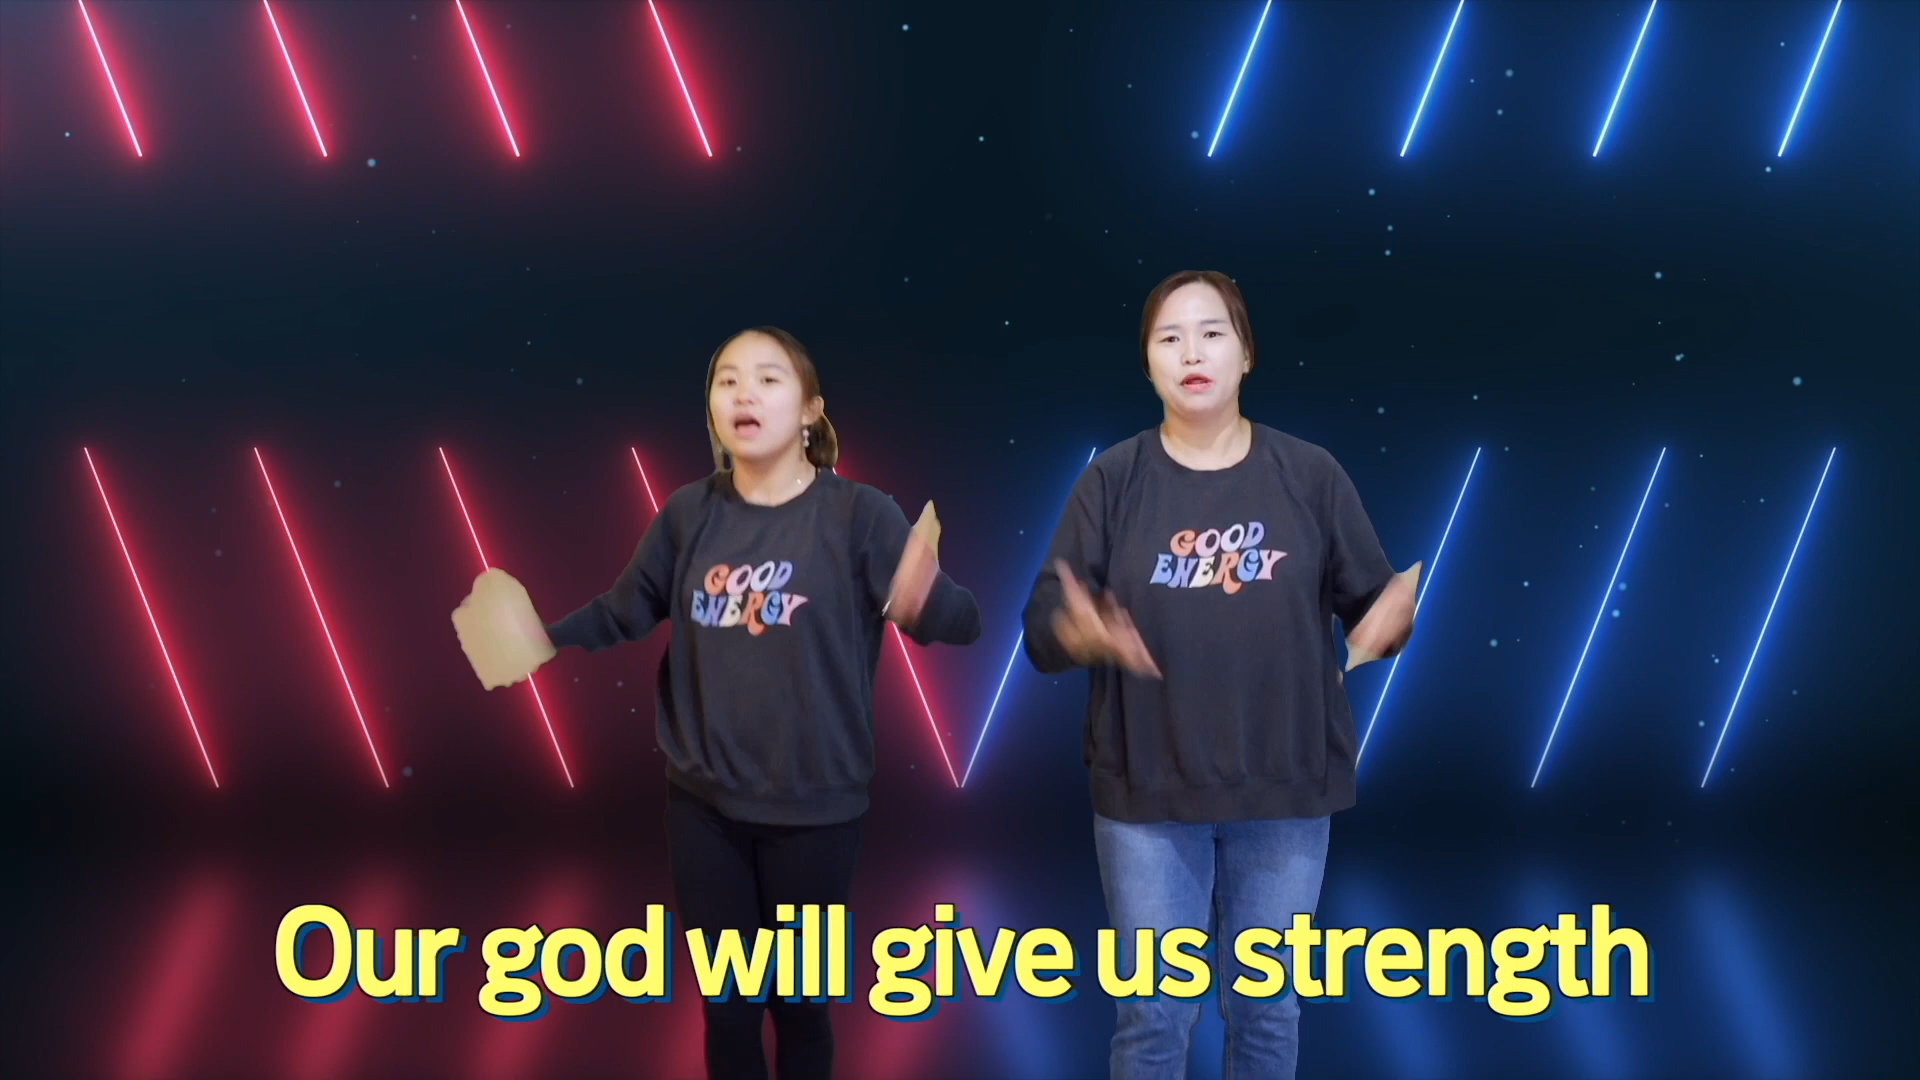 GOOD
ENERGY
GOOD
ENERGY
Our god will give us strength